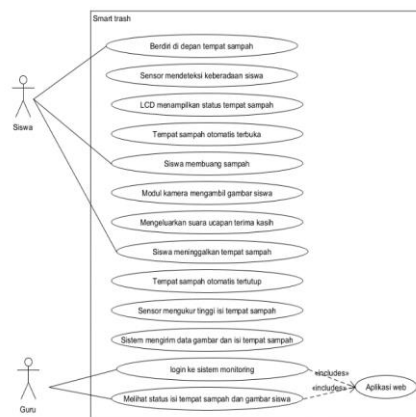 Smart trash
Berdiri di depan tempat sampah
Sensor mendeteksi keberadaan siswa
LCD menampilkan status tempat sampah
Siswa
Tempat sampah otomatis terbuka
Siswa membuang sampah
Modul kamera mengambil gambar siswa
Mengeluarkan suara ucapan terima kasih
Siswa meninggalkan tempat sampah
Tempat sampah otomatis tertutup
Sensor mengukur tinggi isi tempat sampah
Sistem mengirim data gambar dan isi tempat sampah
login ke sistem monitoring
«includes»
Aplikasi web
«includes»
Melihat status isi tempat sampah dan gambar siswa
Guru